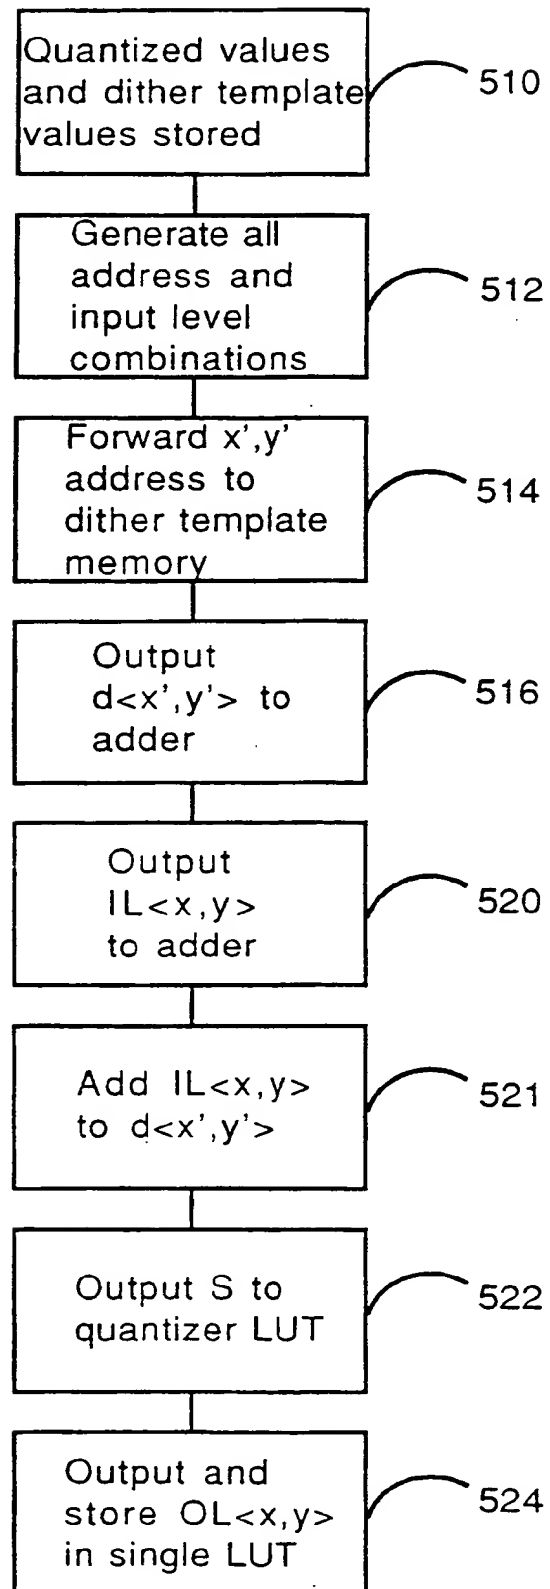 Quantized values
and dither template
values stored
510
Generate all
address and
input level
combinations
512
Forward x',y'
address to
dither template
memory
514
Output
d<x',y'> to
adder
516
Output
IL<x,y>
to adder
520
Add IL<x,y>
to d<x',y'>
521
Output S to
quantizer LUT
522
Output and
store OL<x,y>
in single LUT
524